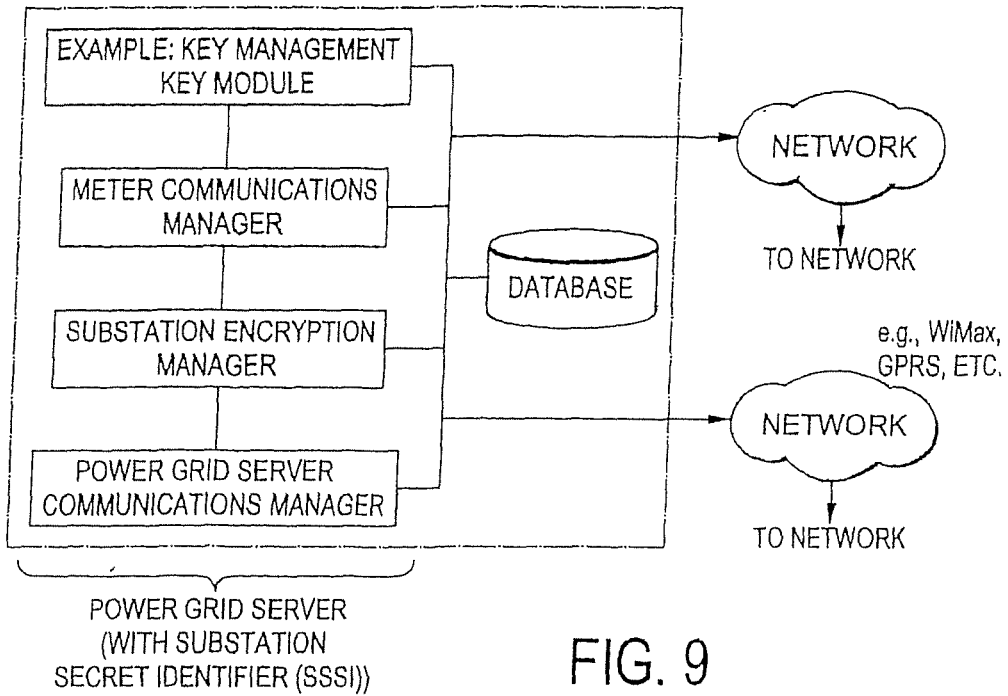 EXAMPLE: KEY MANAGEMENT
KEY MODULE
METER COMMUNICATIONS
MANAGER
SUBSTATION ENCRYPTION
MANAGER
POWER GRID SERVER
COMMUNICATIONS MANAGER
DATABASE
NETWORK
TO NETWORK
e.g., WiMax,
GPRS, ETC.
NETWORK
TO NETWORK
POWER GRID SERVER
(WITH SUBSTATION
SECRET IDENTIFIER (SSSI))
FIG. 9